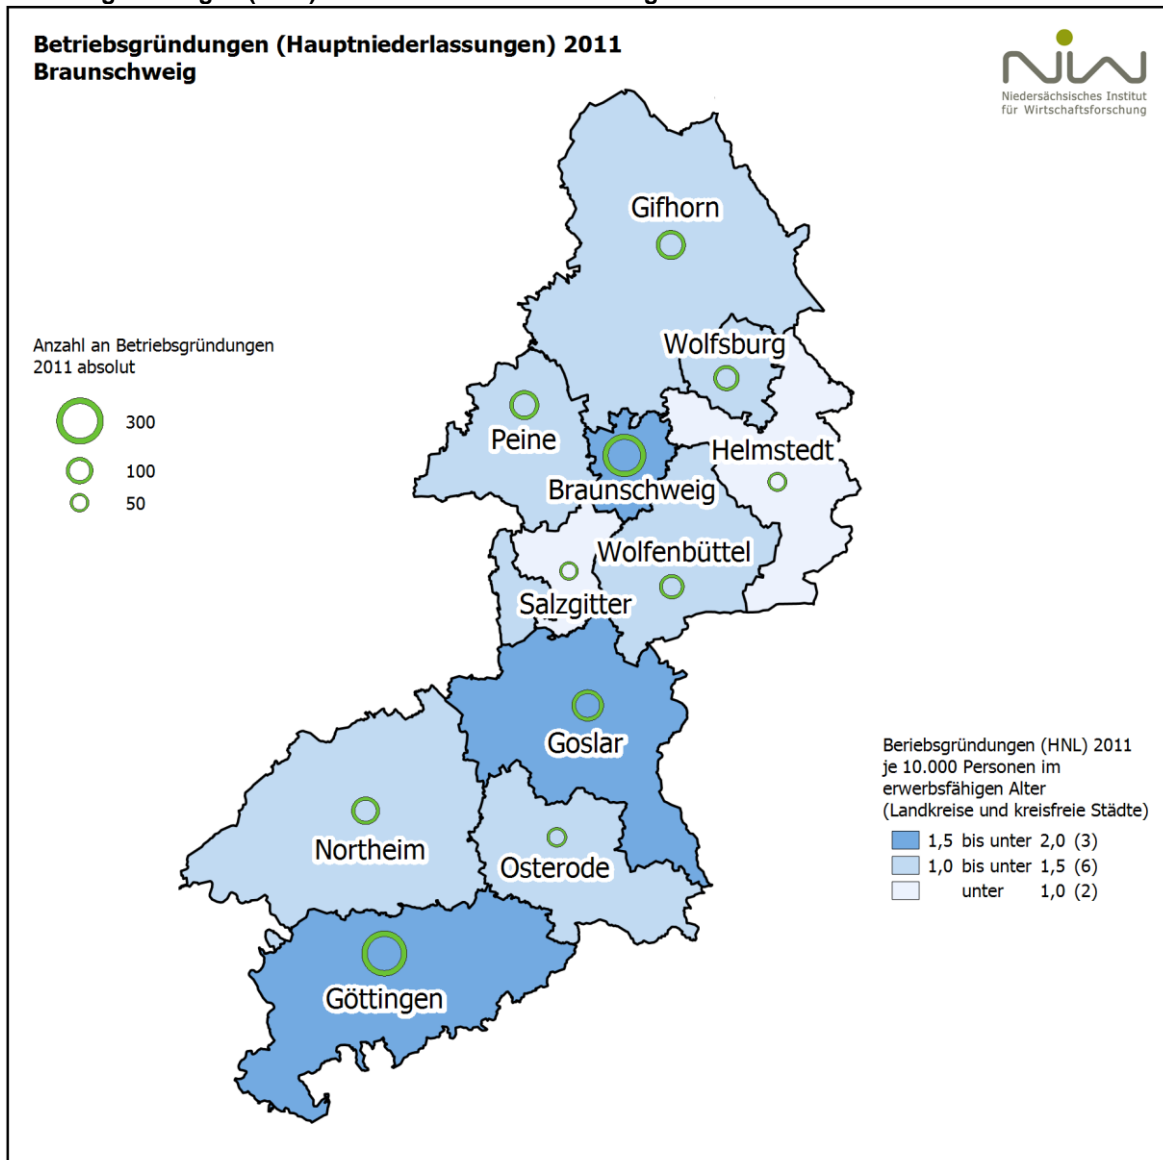 Betriebsgründungen (Hauptniederlassungen) 2011
Braunschweig
NIW
Niedersächsisches Institut
für Wirtschaftsforschung
Gifhorn
Wolfsburg
Anzahl an Betriebsgründungen
2011 absolut
300
100
50
Peine
Helmstedt
Braunschweig
Wolfenbüttel
Salzgitter
Goslar
Northeim
Osterode
Göttingen
Beriebsgründungen (HNL) 2011
je 10.000 Personen im
erwerbsfähigen Alter
(Landkreise und kreisfreie Städte)
1,5 bis unter 2,0 (3)
1,0 bis unter 1,5 (6)
unter 1,0 (2)